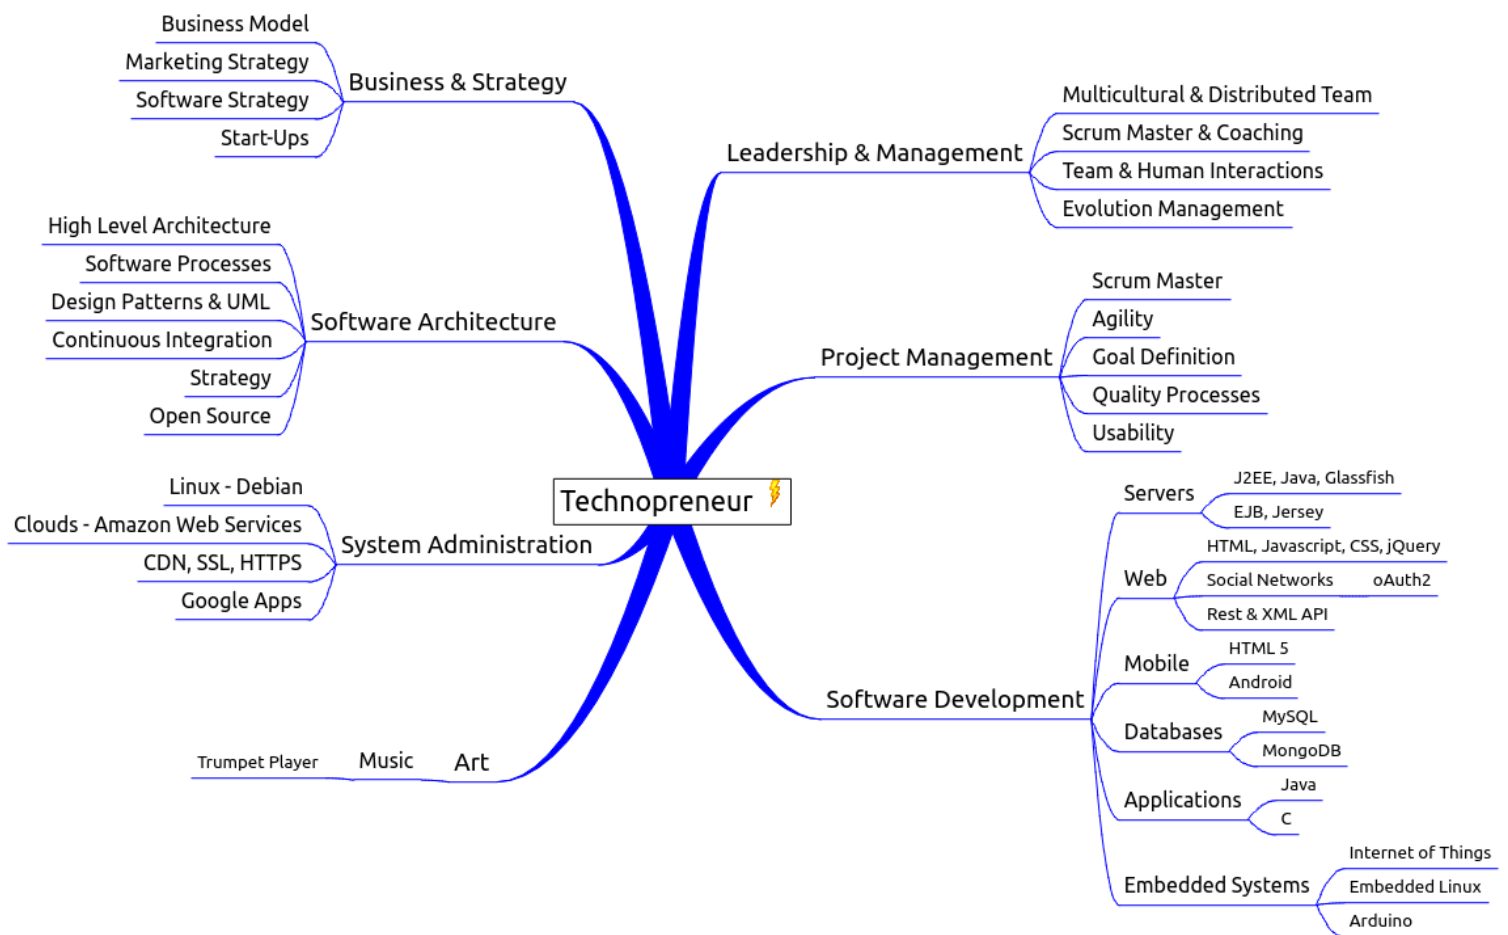 Technopreneur
Business & Strategy
Business Model
Marketing Strategy
Software Strategy
Start-Ups
Software Architecture
High Level Architecture
Software Processes
Design Patterns & UML
Continuous Integration
Strategy
Open Source
System Administration
Linux - Debian
Clouds - Amazon Web Services
CDN, SSL, HTTPS
Google Apps
Art
Music
Trumpet Player
Leadership & Management
Multicultural & Distributed Team
Scrum Master & Coaching
Team & Human Interactions
Evolution Management
Project Management
Scrum Master
Agility
Goal Definition
Quality Processes
Usability
Software Development
Servers
J2EE, Java, Glassfish
EJB, Jersey
Web
HTML, Javascript, CSS, jQuery
Social Networks
oAuth2
Rest & XML API
Mobile
HTML 5
Android
Databases
MySQL
MongoDB
Applications
Java
C
Embedded Systems
Internet of Things
Embedded Linux
Arduino